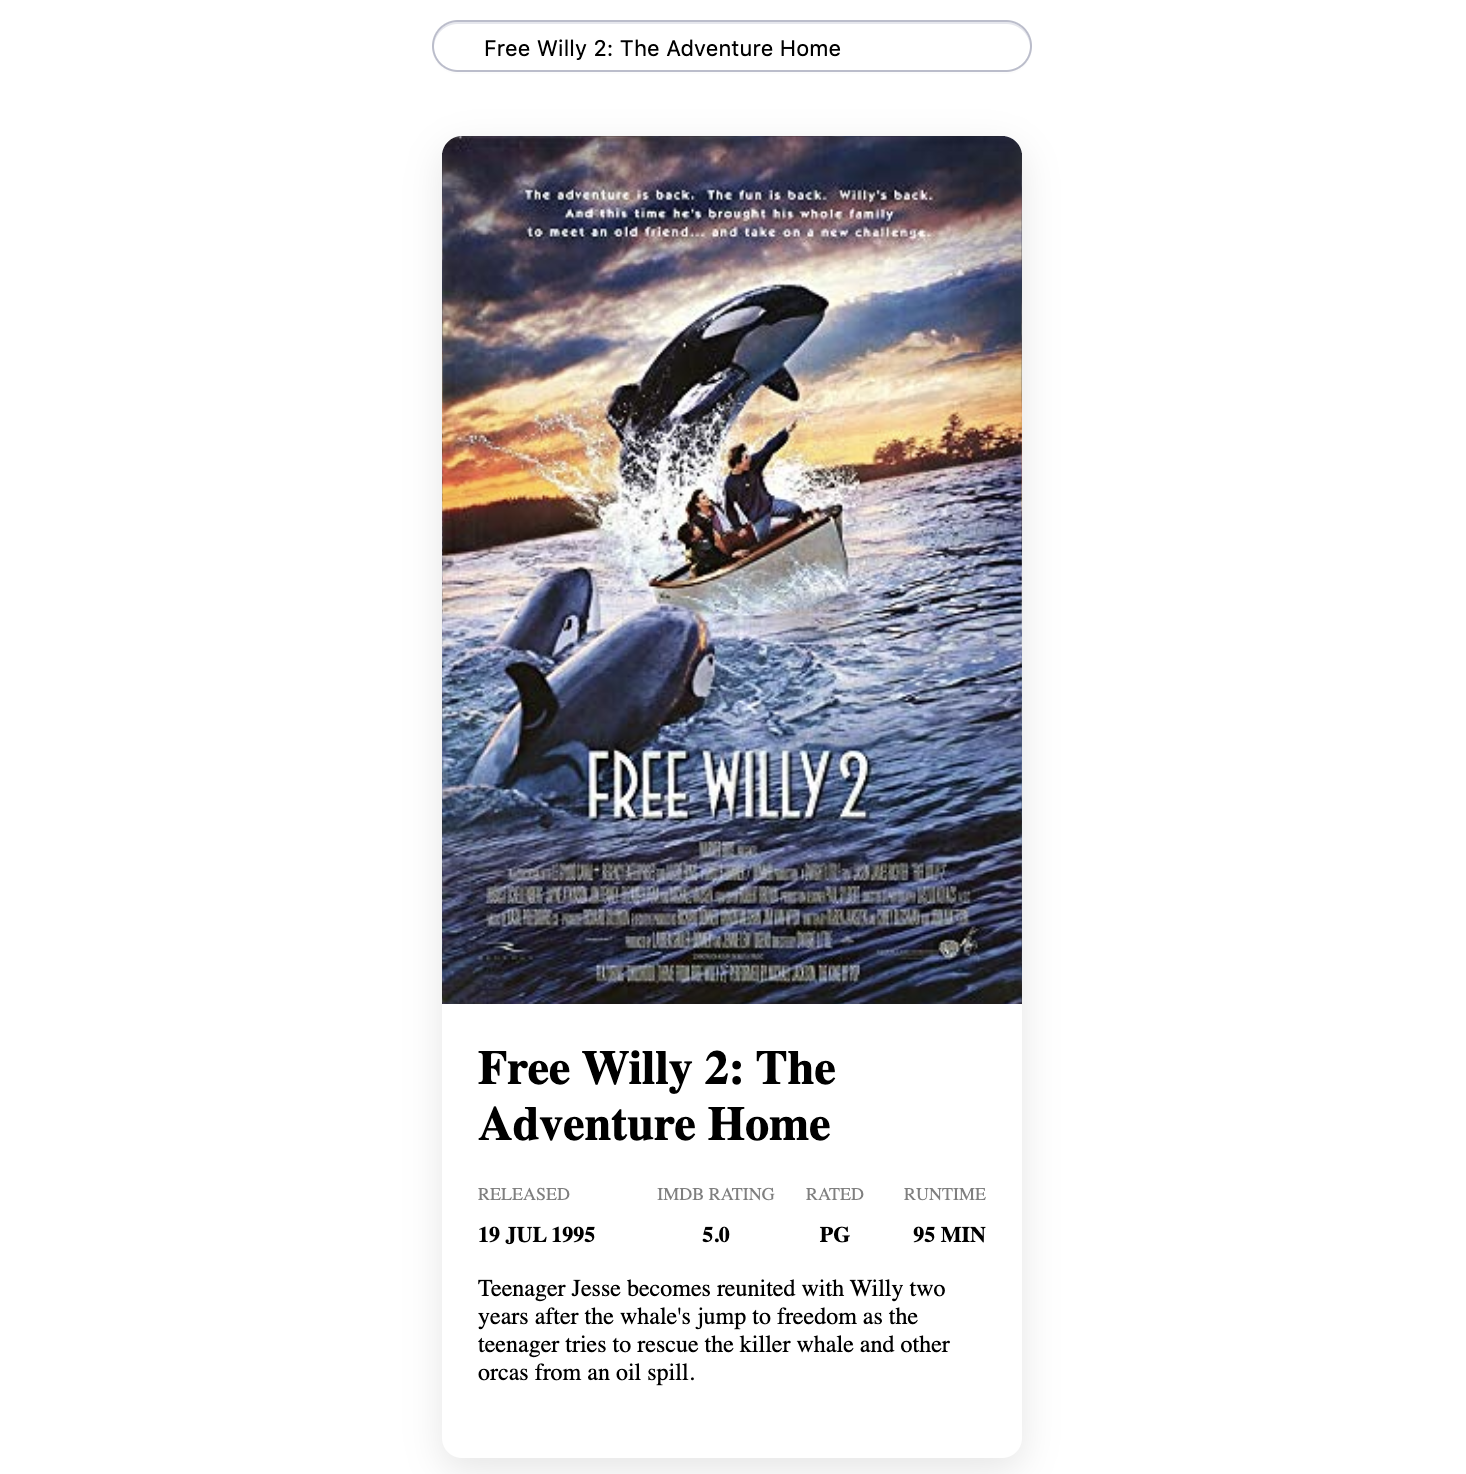 Free Willy 2: The Adventure Home
The adventure is back. The fun is back. Willy's back.
And this time he's brought his whole family
to meet an old friend... and take on a new challenge.
FREE WILLY 2
Free Willy 2: The
Adventure Home
RELEASED IMDB RATING RATED RUNTIME
19 JUL 1995 5.0 PG 95 MIN
Teenager Jesse becomes reunited with Willy two
years after the whale's jump to freedom as the
teenager tries to rescue the killer whale and other
orcas from an oil spill.